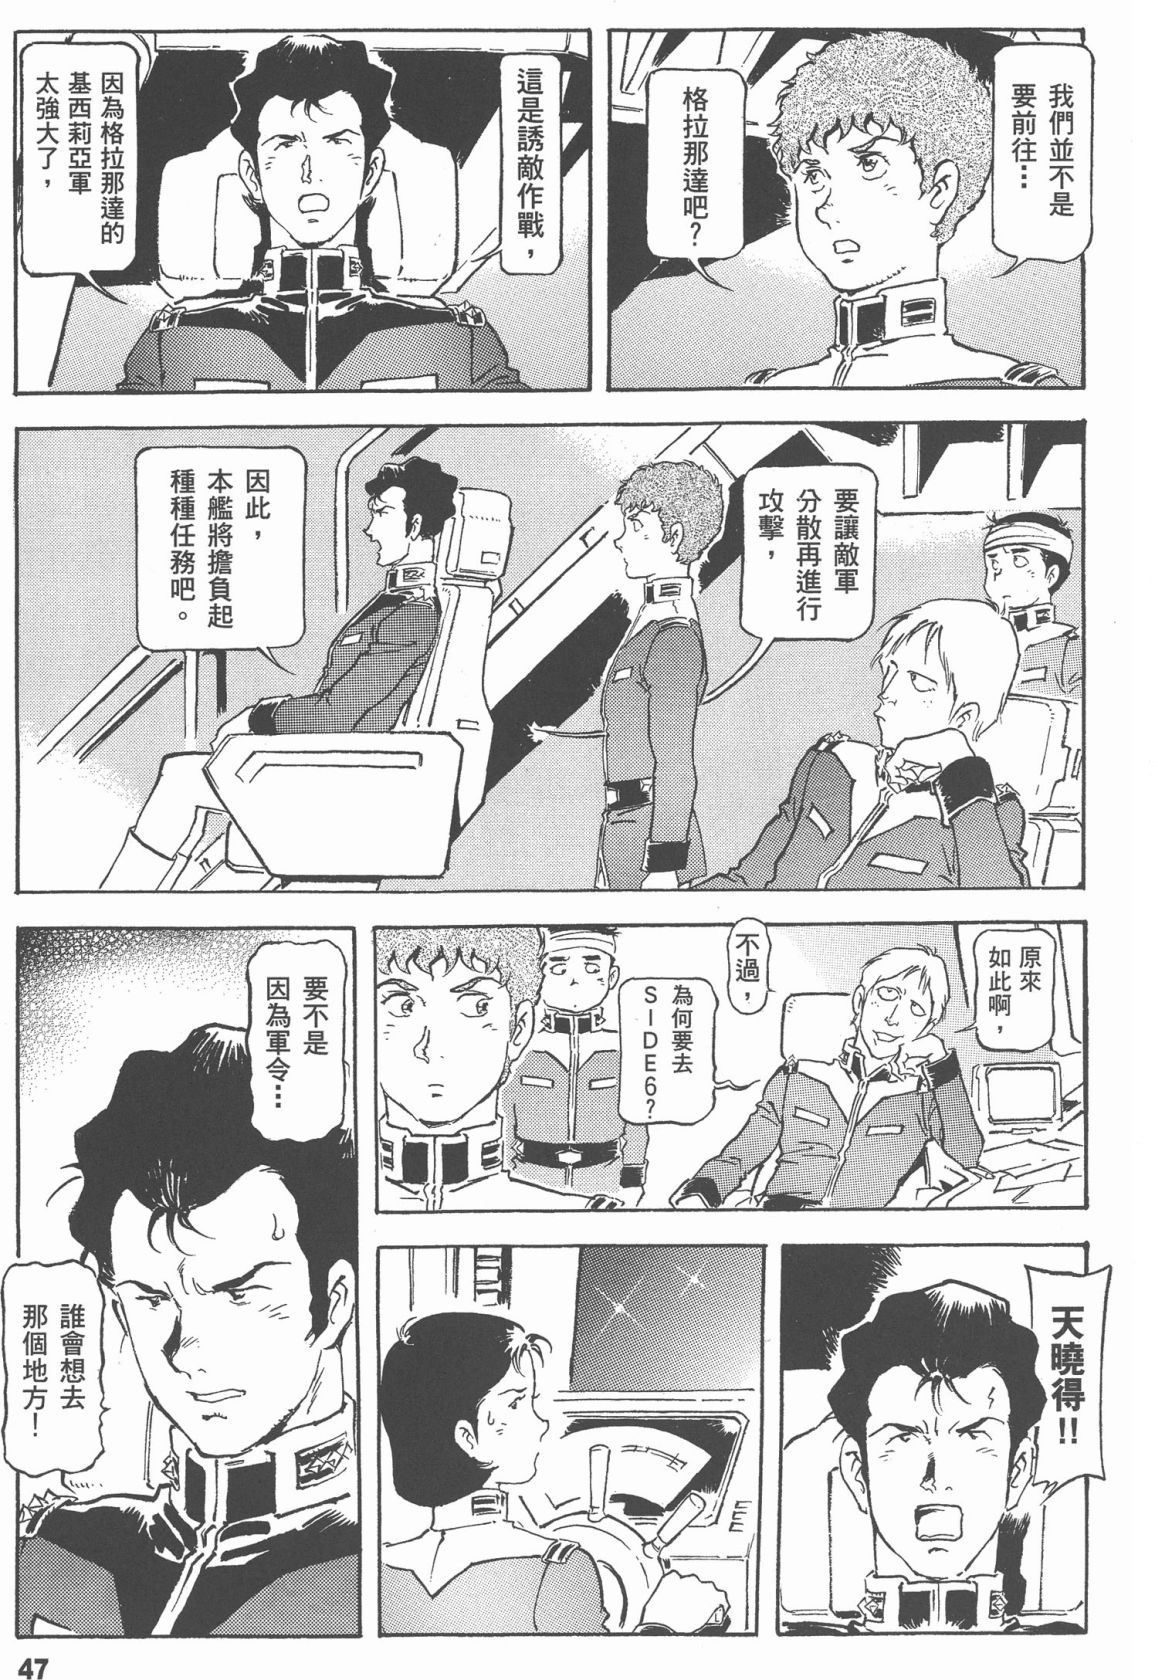 我們並不是
要前往…
格拉那達吧?
這是誘敵作戰，
因為格拉那達的
基西莉亞軍
太強大了，
要讓敵軍
分散再進行
攻擊，
因此，
本艦將擔負起
種種任務吧。
原來
如此啊，
不過，
為何要去
SIDE6?
天曉得!!
要不是
因為軍令…
誰會想去
那個地方！
47